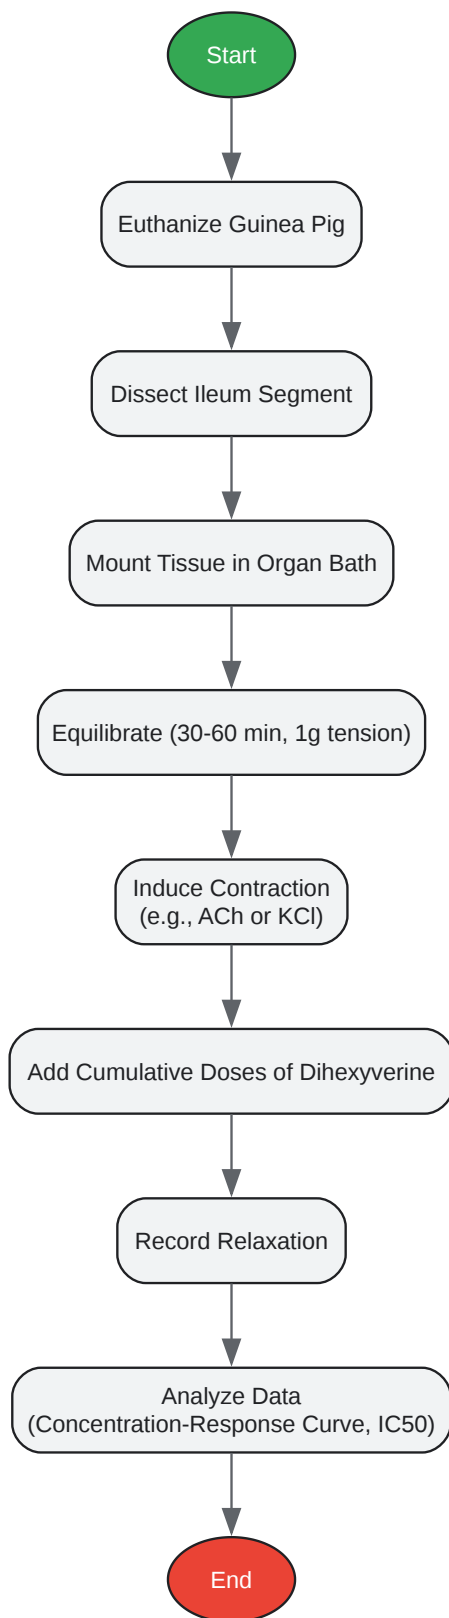 Start
Euthanize Guinea Pig
Dissect Ileum Segment
Mount Tissue in Organ Bath
Equilibrate (30-60 min, 1g tension)
Induce Contraction
(e.g., ACh or KCl)
Add Cumulative Doses of Dihexyverine
Record Relaxation
Analyze Data
(Concentration-Response Curve, IC50)
End